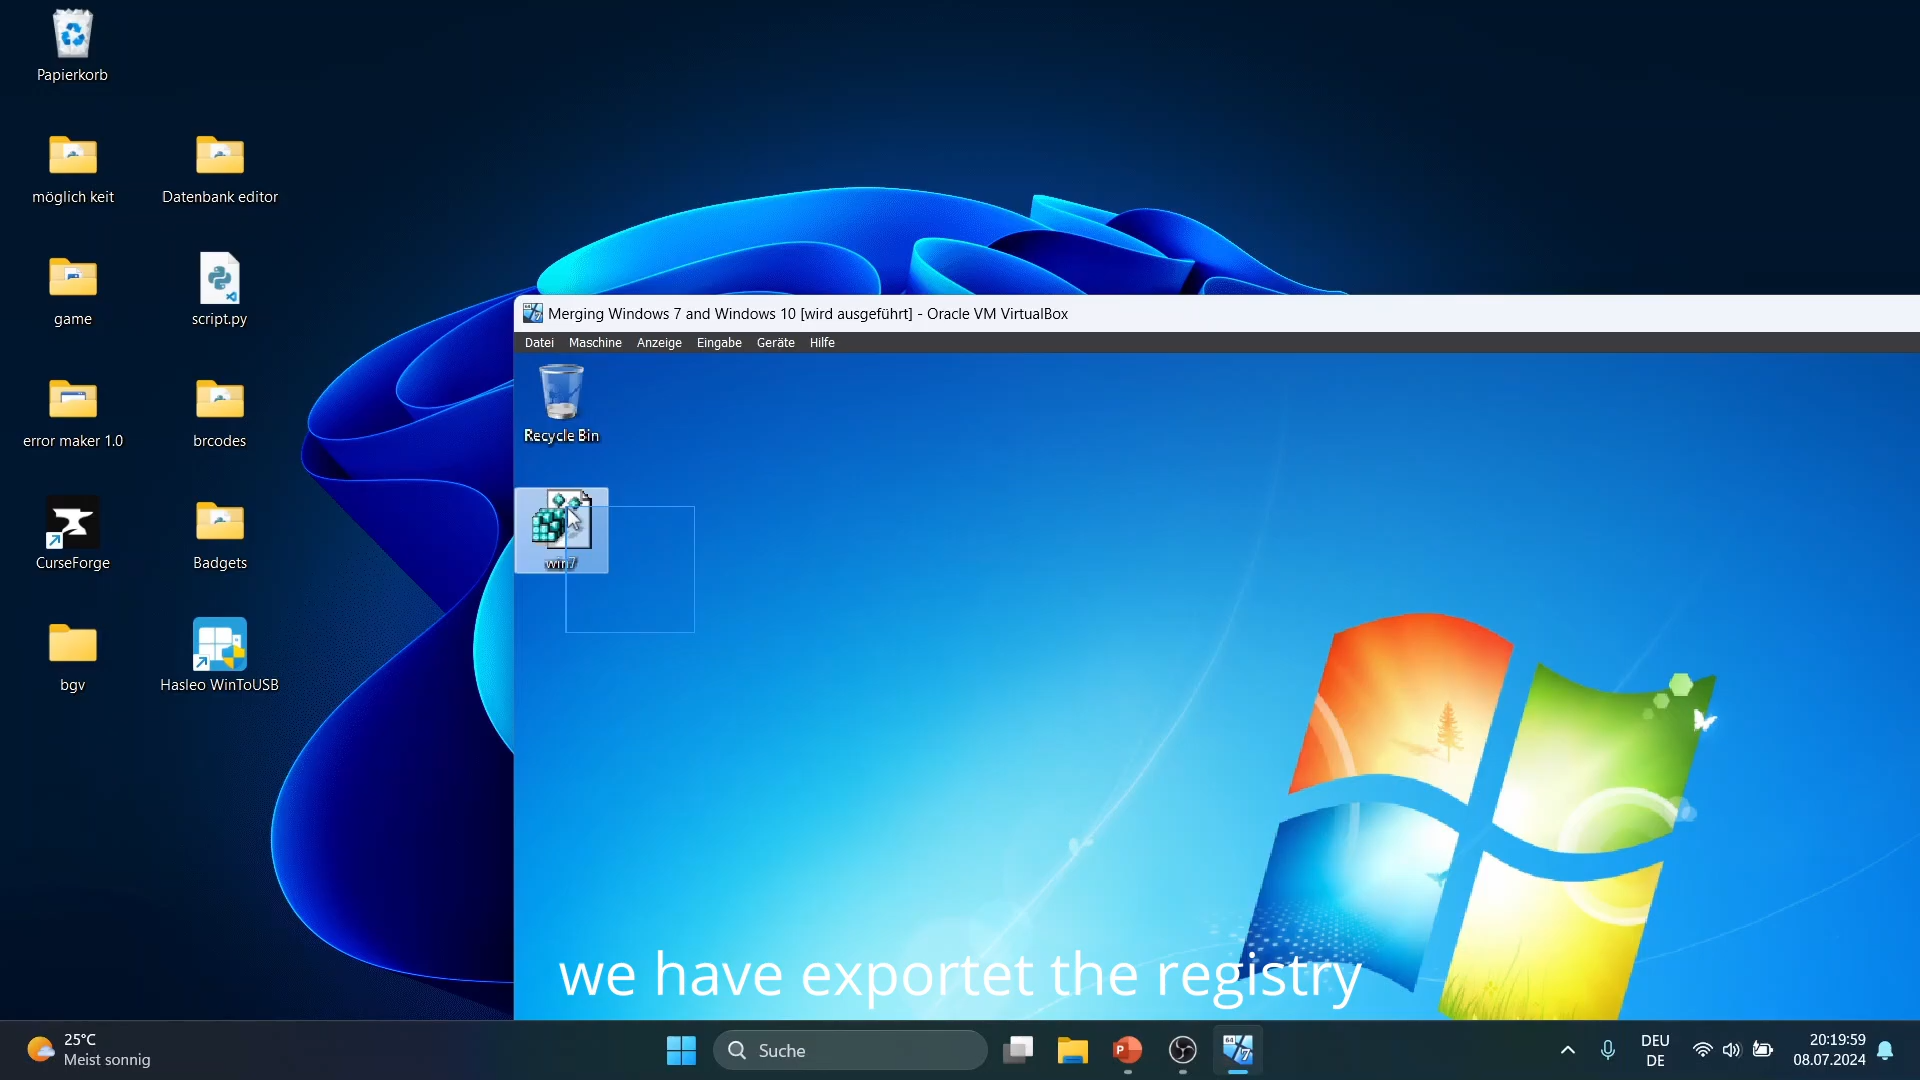 Papierkorb
möglich keit
Datenbank editor
game
script.py
error maker 1.0
brcodes
CurseForge
Badgets
bgv
Hasleo WinToUSB
Merging Windows 7 and Windows 10 [wird ausgeführt] - Oracle VM VirtualBox
Datei Maschine Anzeige Eingabe Geräte Hilfe
Recycle Bin
win7
we have exportet the registry
25°C
Meist sonnig
Suche
P
64
7
DEU
DE
20:19:59
08.07.2024